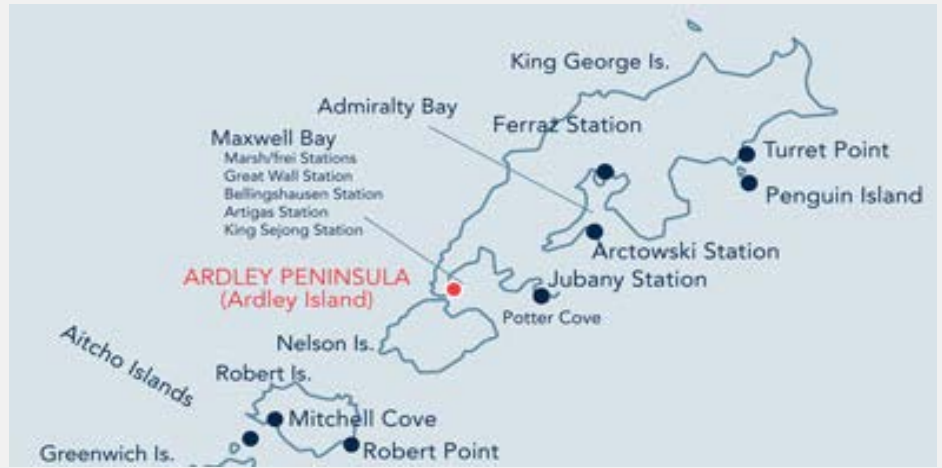 King George Is.
Admiralty Bay
Ferraz Station
Maxwell Bay
Marsh/frei Stations
Great Wall Station
Bellingshausen Station
Artigas Station
King Sejong Station
Turret Point
Penguin Island
Arctowski Station
ARDLEY PENINSULA
(Ardley Island)
Jubany Station
Potter Cove
Nelson Is.
Aitcho Islands
Robert Is.
Mitchell Cove
Robert Point
Greenwich Is.